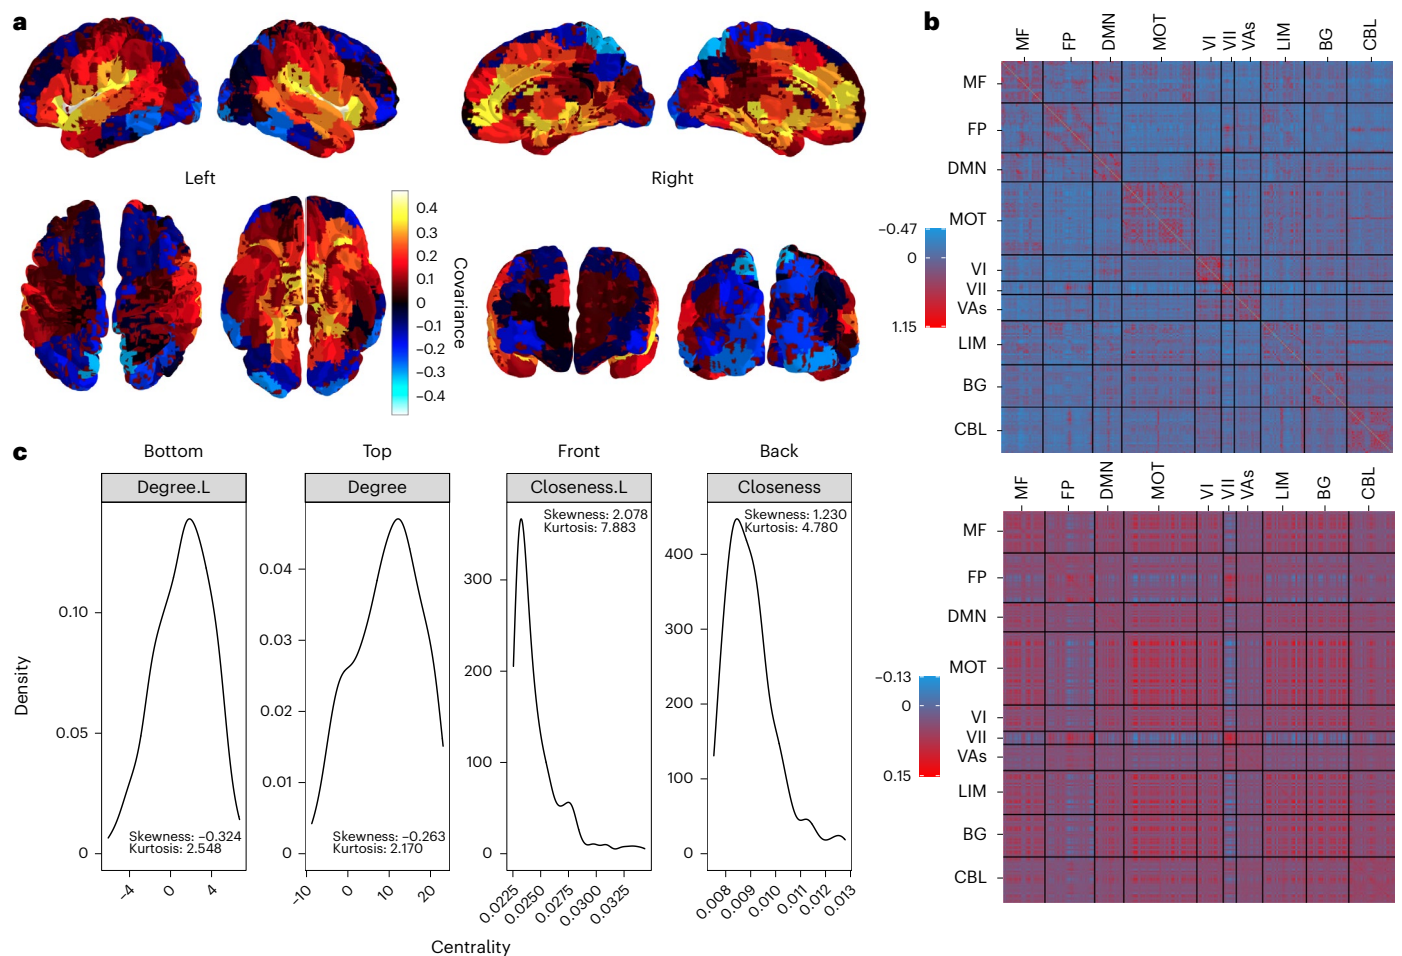 a
Left
Right
0.4
0.3
0.2
0.1
0
−0.1
−0.2
−0.3
−0.4
Covariance
Bottom
Top
Front
Back
b
MF
FP
DMN
MOT
VI
VII
VAs
LIM
BG
CBL
MF
FP
DMN
MOT
VI
VII
VAs
LIM
BG
CBL
−0.47
0
1.15
MF
FP
DMN
MOT
VI
VII
VAs
LIM
BG
CBL
MF
FP
DMN
MOT
VI
VII
VAs
LIM
BG
CBL
−0.13
0
0.15
c
Density
Degree.L
0.10
0.05
0
Skewness: −0.324
Kurtosis: 2.548
−4
0
4
Degree
0.04
0.03
0.02
0.01
0
Skewness: −0.263
Kurtosis: 2.170
−10
0
10
20
Closeness.L
Skewness: 2.078
Kurtosis: 7.883
300
200
100
0
0.0225
0.0250
0.0275
0.0300
0.0325
Closeness
Skewness: 1.230
Kurtosis: 4.780
400
300
200
100
0
0.008
0.009
0.010
0.011
0.012
0.013
Centrality